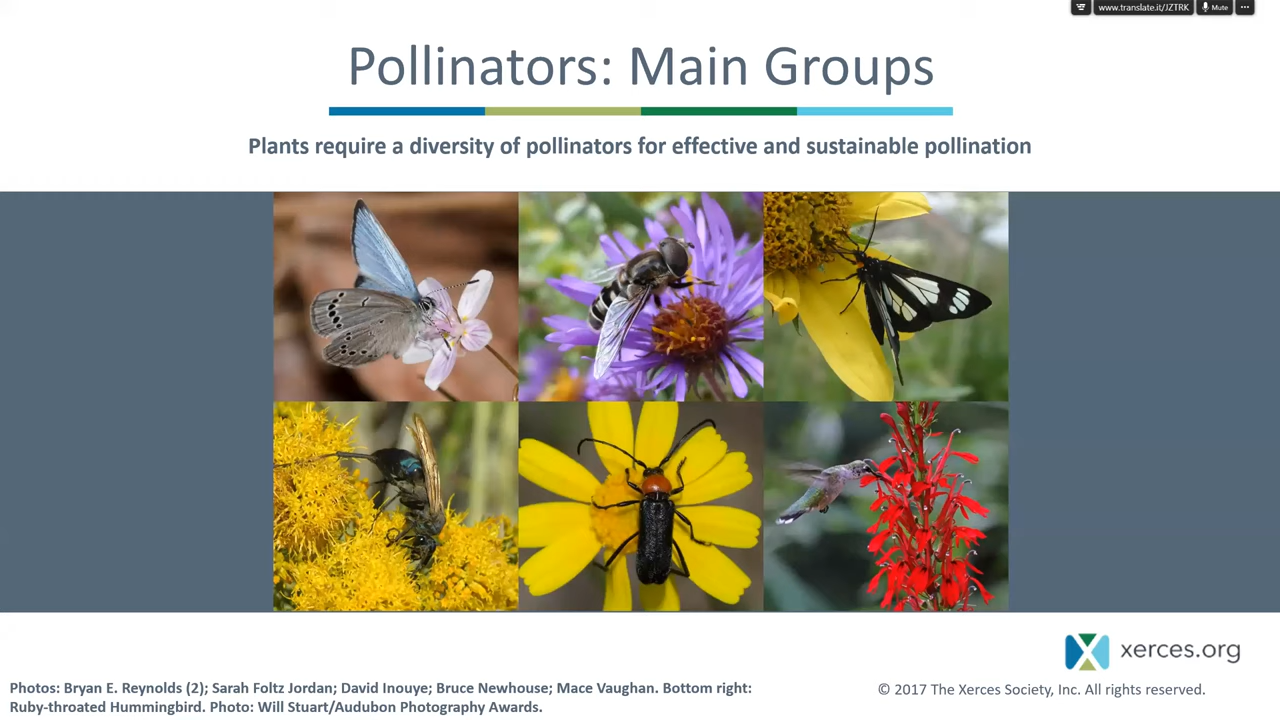 www.translate.it/JZTRK Mute
Pollinators: Main Groups
Plants require a diversity of pollinators for effective and sustainable pollination
xerces.org
Photos: Bryan E. Reynolds (2); Sarah Foltz Jordan; David Inouye; Bruce Newhouse; Mace Vaughan. Bottom right:
Ruby-throated Hummingbird. Photo: Will Stuart/Audubon Photography Awards.
© 2017 The Xerces Society, Inc. All rights reserved.